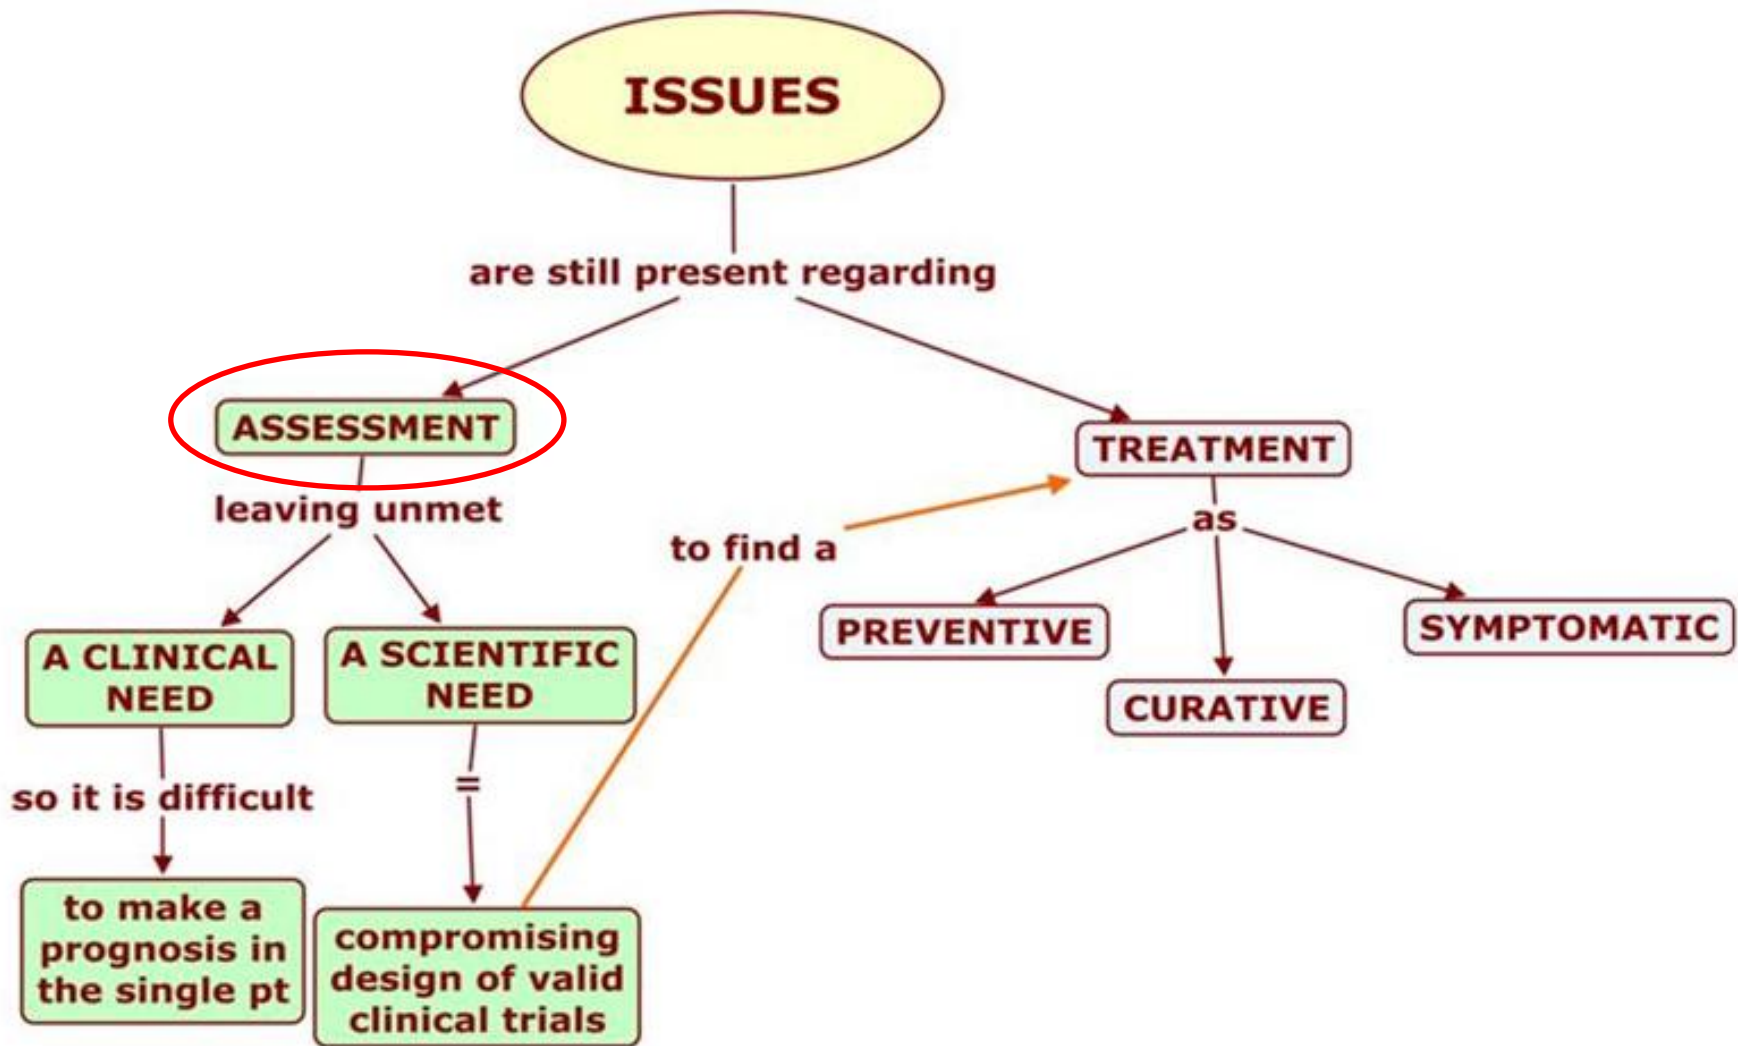 ISSUES
are still present regarding
ASSESSMENT
TREATMENT
leaving unmet
as
to find a
PREVENTIVE
SYMPTOMATIC
CURATIVE
A CLINICAL
NEED
A SCIENTIFIC
NEED
so it is difficult
=
to make a
prognosis in
the single pt
compromising
design of valid
clinical trials